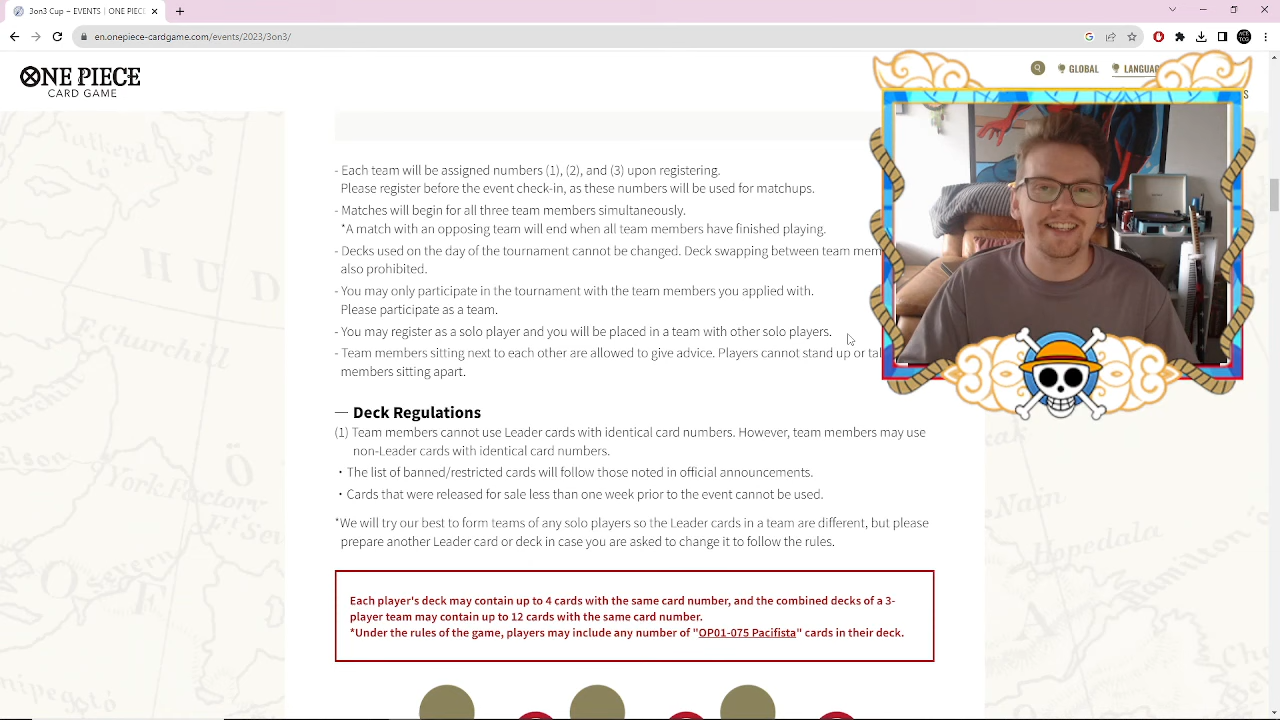 3on3 Cup – EVENTS | ONE PIEC
en.onepiece-cardgame.com/events/2023/3on3/
ONE PIECE
CARD GAME
GLOBAL
LANGUAG
S
- Each team will be assigned numbers (1), (2), and (3) upon registering.
Please register before the event check-in, as these numbers will be used for matchups.
- Matches will begin for all three team members simultaneously.
*A match with an opposing team will end when all team members have finished playing.
- Decks used on the day of the tournament cannot be changed. Deck swapping between team mem
also prohibited.
- You may only participate in the tournament with the team members you applied with.
Please participate as a team.
- You may register as a solo player and you will be placed in a team with other solo players.
- Team members sitting next to each other are allowed to give advice. Players cannot stand up or tal
members sitting apart.
— Deck Regulations
(1) Team members cannot use Leader cards with identical card numbers. However, team members may use
non-Leader cards with identical card numbers.
・The list of banned/restricted cards will follow those noted in official announcements.
・Cards that were released for sale less than one week prior to the event cannot be used.
*We will try our best to form teams of any solo players so the Leader cards in a team are different, but please
prepare another Leader card or deck in case you are asked to change it to follow the rules.
Each player's deck may contain up to 4 cards with the same card number, and the combined decks of a 3-
player team may contain up to 12 cards with the same card number.
*Under the rules of the game, players may include any number of "OP01-075 Pacifista" cards in their deck.
HUD
York Factory
Nain
Hopedale